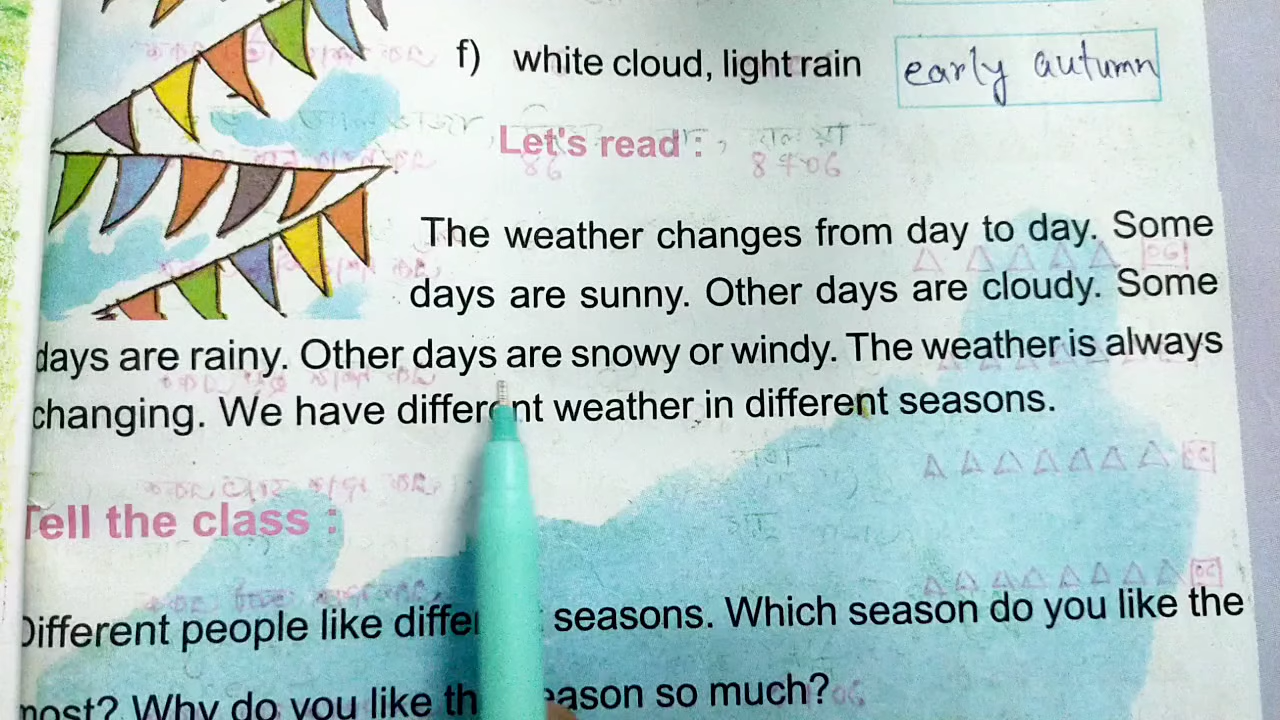 f) white cloud, light rain early autumn
Let's read :
The weather changes from day to day. Some
days are sunny. Other days are cloudy. Some
days are rainy. Other days are snowy or windy. The weather is always
changing. We have different weather in different seasons.
Tell the class :
Different people like seasons. Which season do you like the
most? Why do you like so much?